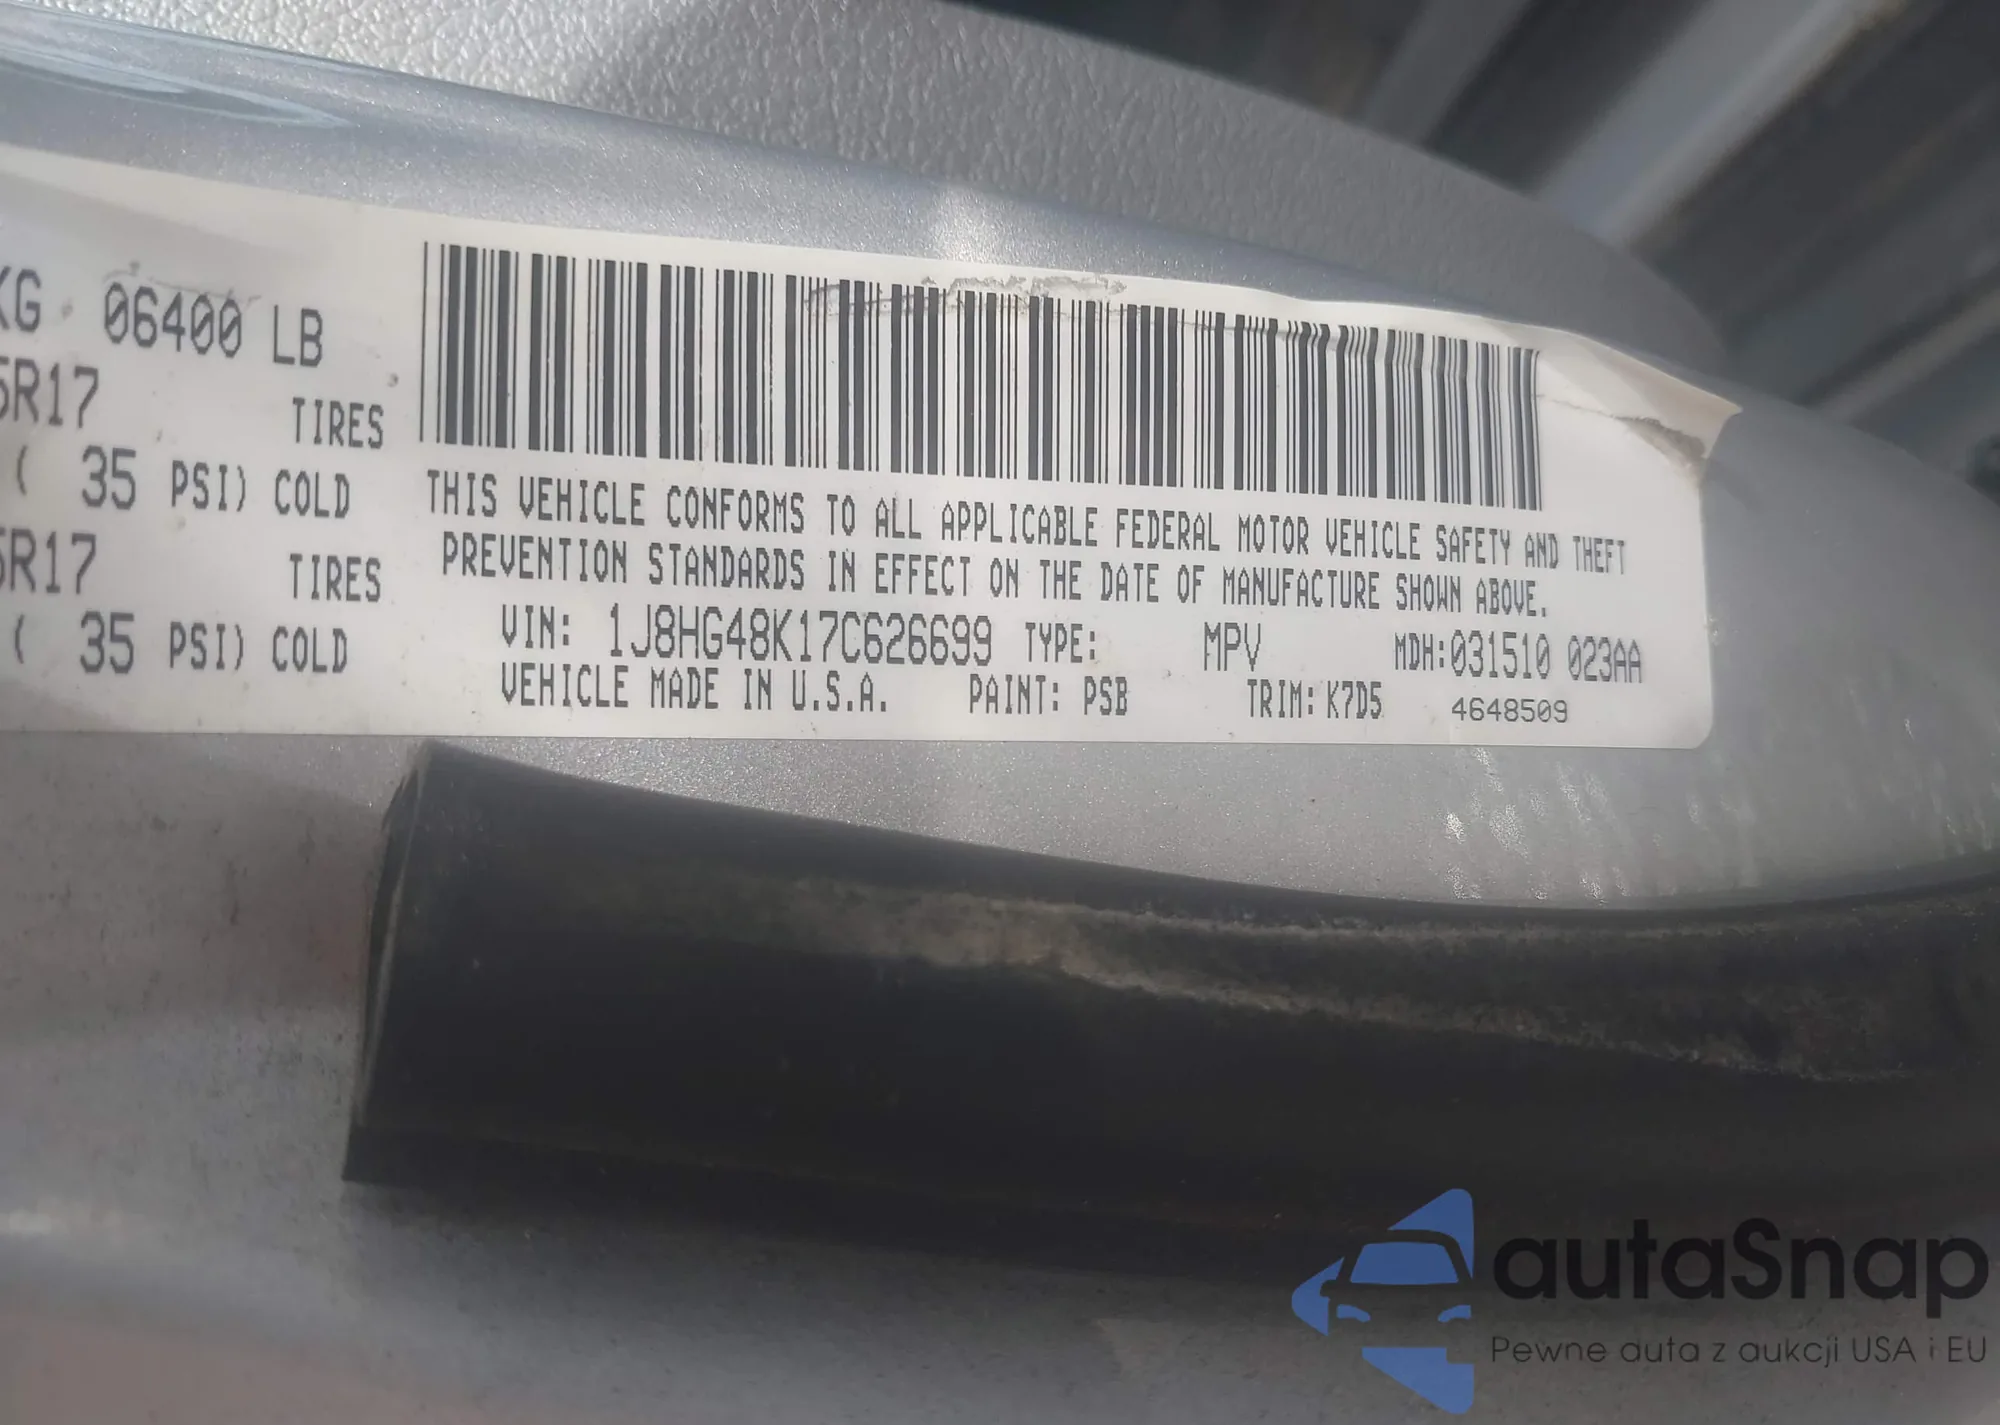 KG 06400 LB
5R17 TIRES
( 35 PSI) COLD
5R17 TIRES
( 35 PSI) COLD
THIS VEHICLE CONFORMS TO ALL APPLICABLE FEDERAL MOTOR VEHICLE SAFETY AND THEFT
PREVENTION STANDARDS IN EFFECT ON THE DATE OF MANUFACTURE SHOWN ABOVE.
VIN: 1J8HG48K17C626699 TYPE: MPV MDH:031510 023AA
VEHICLE MADE IN U.S.A. PAINT: PSB TRIM: K7D5 4648509
autaSnap
Pewne auta z aukcji USA i EU